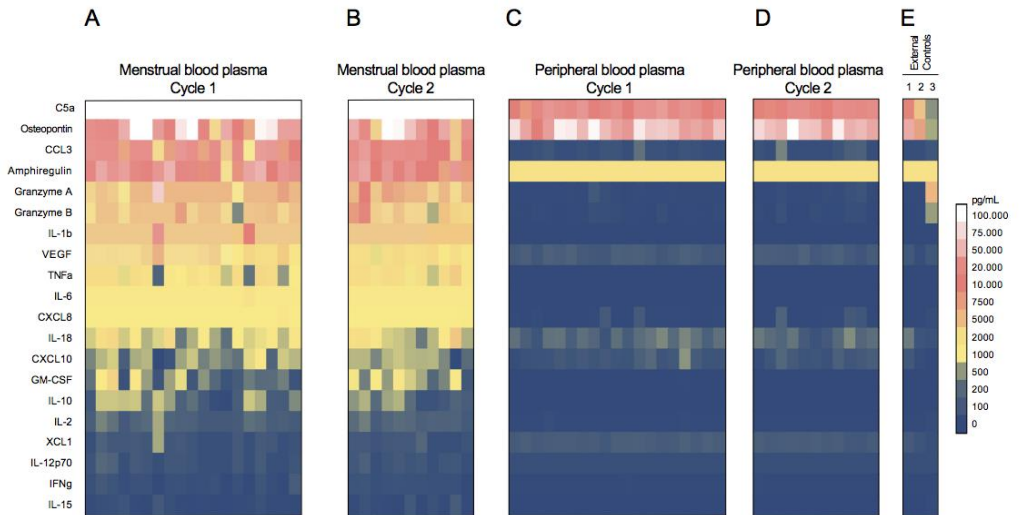 A
B
C
D
E
Menstrual blood plasma
Cycle 1
Menstrual blood plasma
Cycle 2
Peripheral blood plasma
Cycle 1
Peripheral blood plasma
Cycle 2
External
Controls
1 2 3
C5a
Osteopontin
CCL3
Amphiregulin
Granzyme A
Granzyme B
IL-1b
VEGF
TNFa
IL-6
CXCL8
IL-18
CXCL10
GM-CSF
IL-10
IL-2
XCL1
IL-12p70
IFNg
IL-15
pg/mL
100.000
75.000
50.000
20.000
7500
5000
2000
1000
500
200
100
0